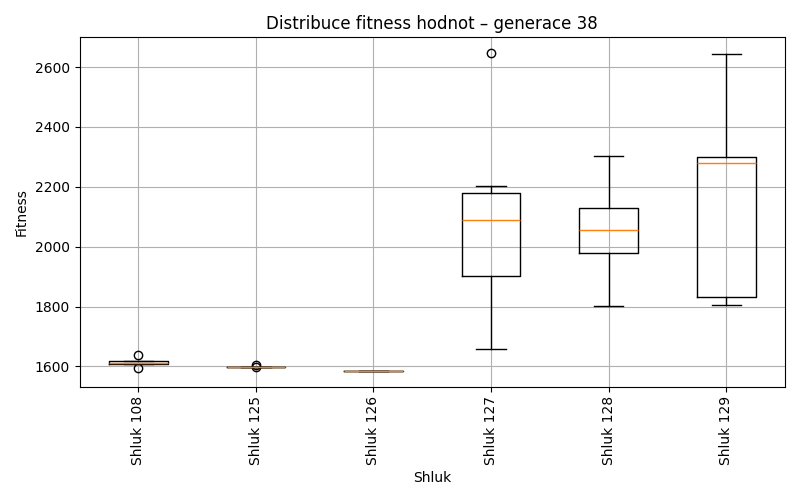 Distribuce fitness hodnot – generace 38
Fitness
2600
2400
2200
2000
1800
1600
Shluk 108
Shluk 125
Shluk 126
Shluk 127
Shluk 128
Shluk 129
Shluk